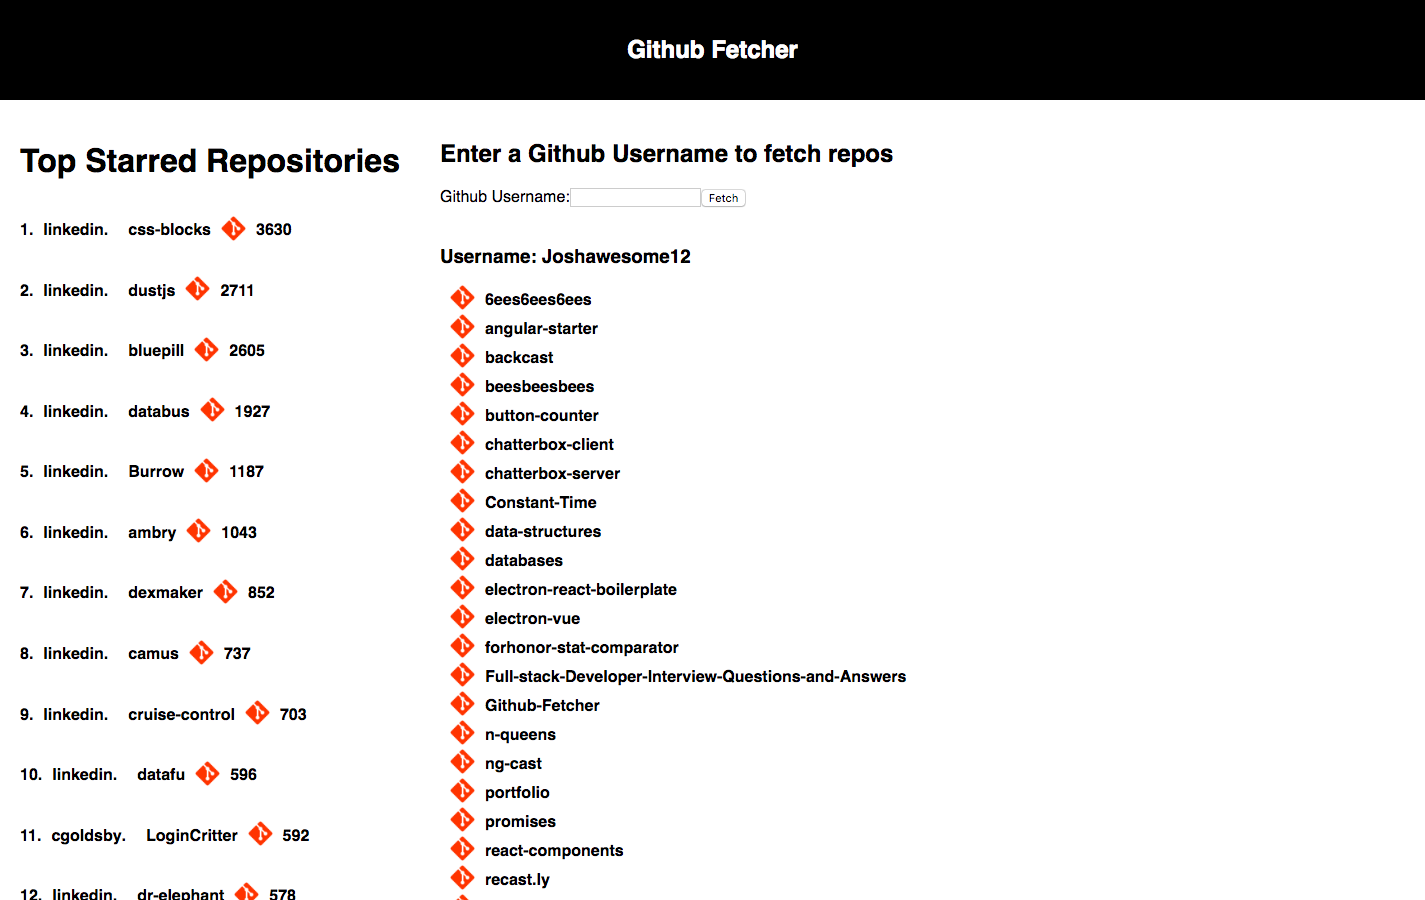 Github Fetcher
Top Starred Repositories
1. linkedin. css-blocks 3630
2. linkedin. dustjs 2711
3. linkedin. bluepill 2605
4. linkedin. databus 1927
5. linkedin. Burrow 1187
6. linkedin. ambry 1043
7. linkedin. dexmaker 852
8. linkedin. camus 737
9. linkedin. cruise-control 703
10. linkedin. datafu 596
11. cgoldsby. LoginCritter 592
12. linkedin. dr-elephant 578
Enter a Github Username to fetch repos
Github Username: Fetch
Username: Joshawesome12
6ees6ees6ees
angular-starter
backcast
beesbeesbees
button-counter
chatterbox-client
chatterbox-server
Constant-Time
data-structures
databases
electron-react-boilerplate
electron-vue
forhonor-stat-comparator
Full-stack-Developer-Interview-Questions-and-Answers
Github-Fetcher
n-queens
ng-cast
portfolio
promises
react-components
recast.ly